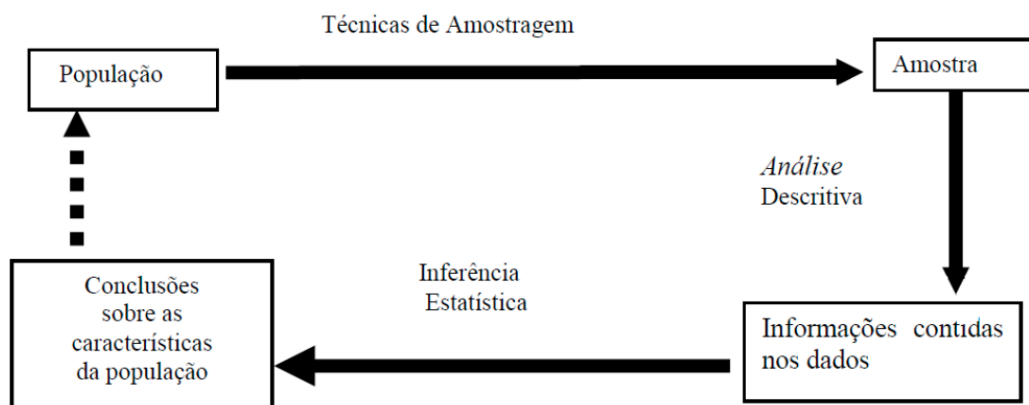 Técnicas de Amostragem
População
Amostra
Análise
Descritiva
Inferência
Estatística
Conclusões
sobre as
características
da população
Informações contidas
nos dados